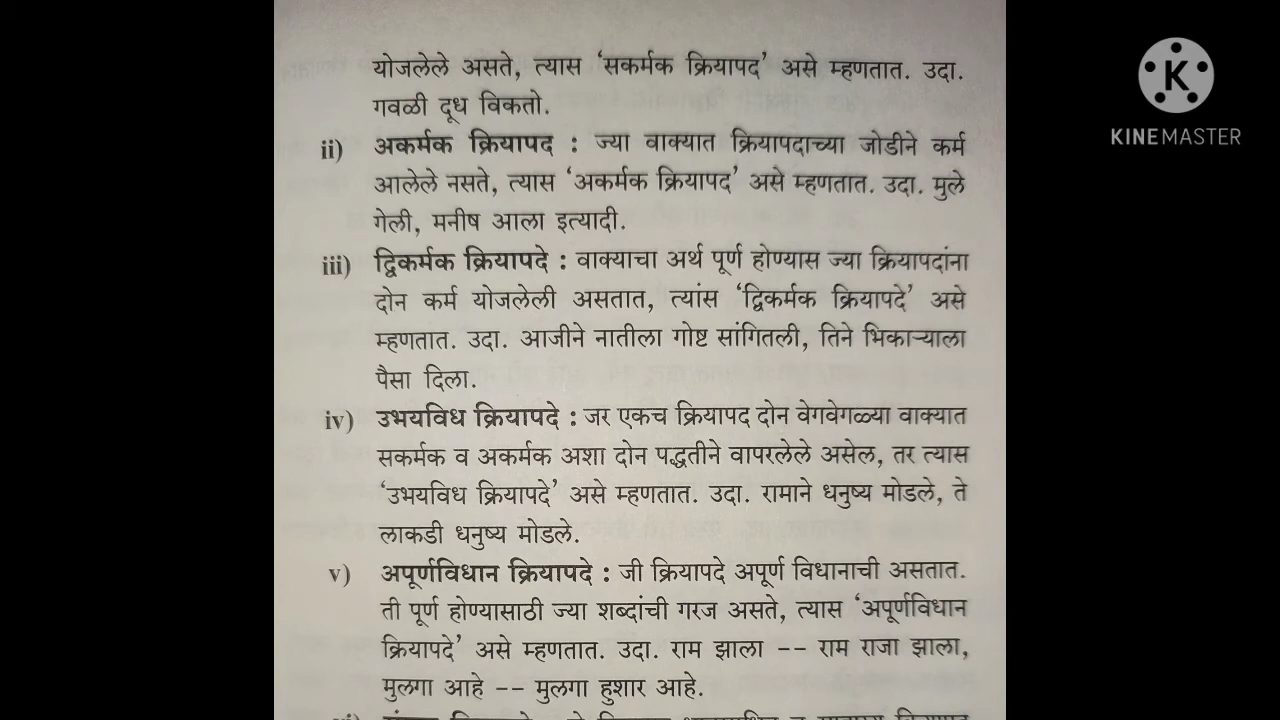 योजलेले असते, त्यास ‘सकर्मक क्रियापद’ असे म्हणतात. उदा.
गवळी दूध विकतो.
ii) अकर्मक क्रियापद : ज्या वाक्यात क्रियापदाच्या जोडीने कर्म
आलेले नसते, त्यास ‘अकर्मक क्रियापद’ असे म्हणतात. उदा. मुले
गेली, मनीष आला इत्यादी.
iii) द्विकर्मक क्रियापदे : वाक्याचा अर्थ पूर्ण होण्यास ज्या क्रियापदांना
दोन कर्म योजलेली असतात, त्यांस ‘द्विकर्मक क्रियापदे’ असे
म्हणतात. उदा. आजीने नातीला गोष्ट सांगितली, तिने भिकाऱ्याला
पैसा दिला.
iv) उभयविध क्रियापदे : जर एकच क्रियापद दोन वेगवेगळ्या वाक्यात
सकर्मक व अकर्मक अशा दोन पद्धतीने वापरलेले असेल, तर त्यास
‘उभयविध क्रियापदे’ असे म्हणतात. उदा. रामाने धनुष्य मोडले, ते
लाकडी धनुष्य मोडले.
v) अपूर्णविधान क्रियापदे : जी क्रियापदे अपूर्ण विधानाची असतात.
ती पूर्ण होण्यासाठी ज्या शब्दांची गरज असते, त्यास ‘अपूर्णविधान
क्रियापदे’ असे म्हणतात. उदा. राम झाला -- राम राजा झाला,
मुलगा आहे -- मुलगा हुशार आहे.
K
KINEMASTER